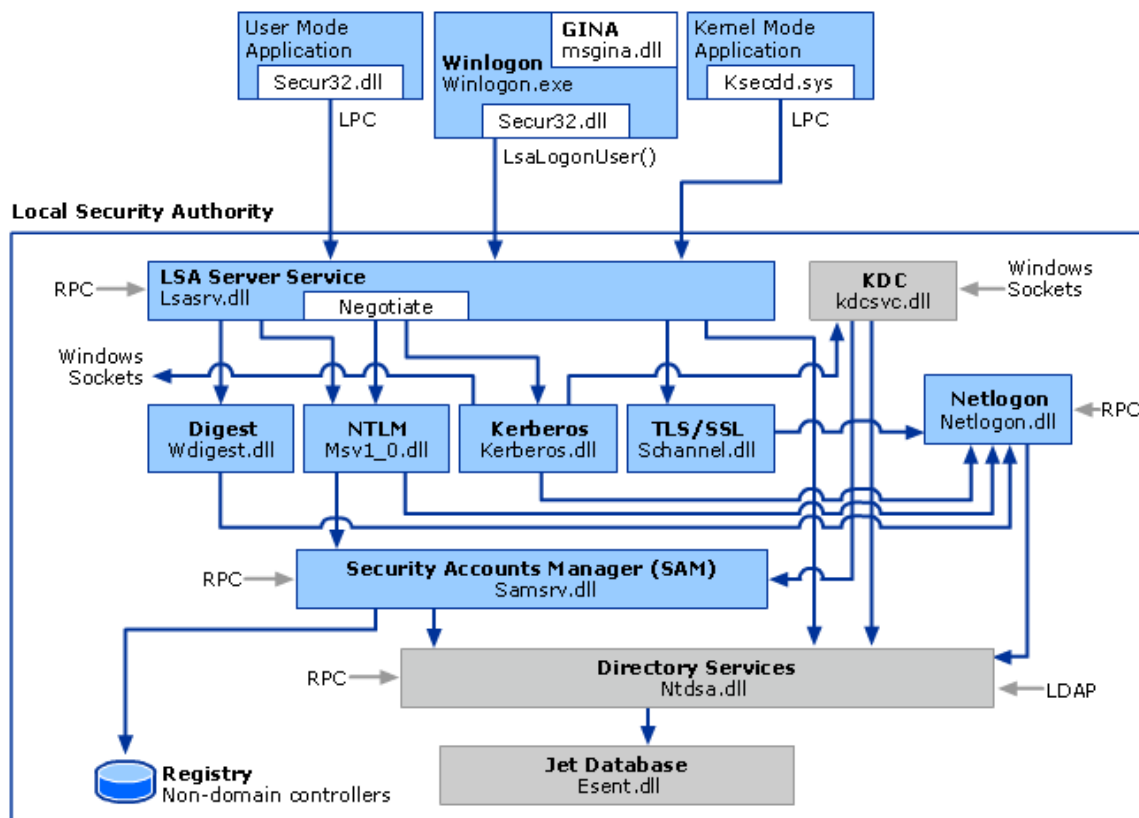 User Mode
Application
Secur32.dll
GINA
msgina.dll
Winlogon
Winlogon.exe
Secur32.dll
Kernel Mode
Application
Ksecdd.sys
LPC
LsaLogonUser()
LPC
Local Security Authority
RPC
LSA Server Service
Lsasrv.dll
Negotiate
KDC
kdcsvc.dll
Windows
Sockets
Windows
Sockets
Digest
Wdigest.dll
NTLM
Msv1_0.dll
Kerberos
Kerberos.dll
TLS/SSL
Schannel.dll
Netlogon
Netlogon.dll
RPC
RPC
Security Accounts Manager (SAM)
Samsrv.dll
RPC
Directory Services
Ntdsa.dll
LDAP
Jet Database
Esent.dll
Registry
Non-domain controllers